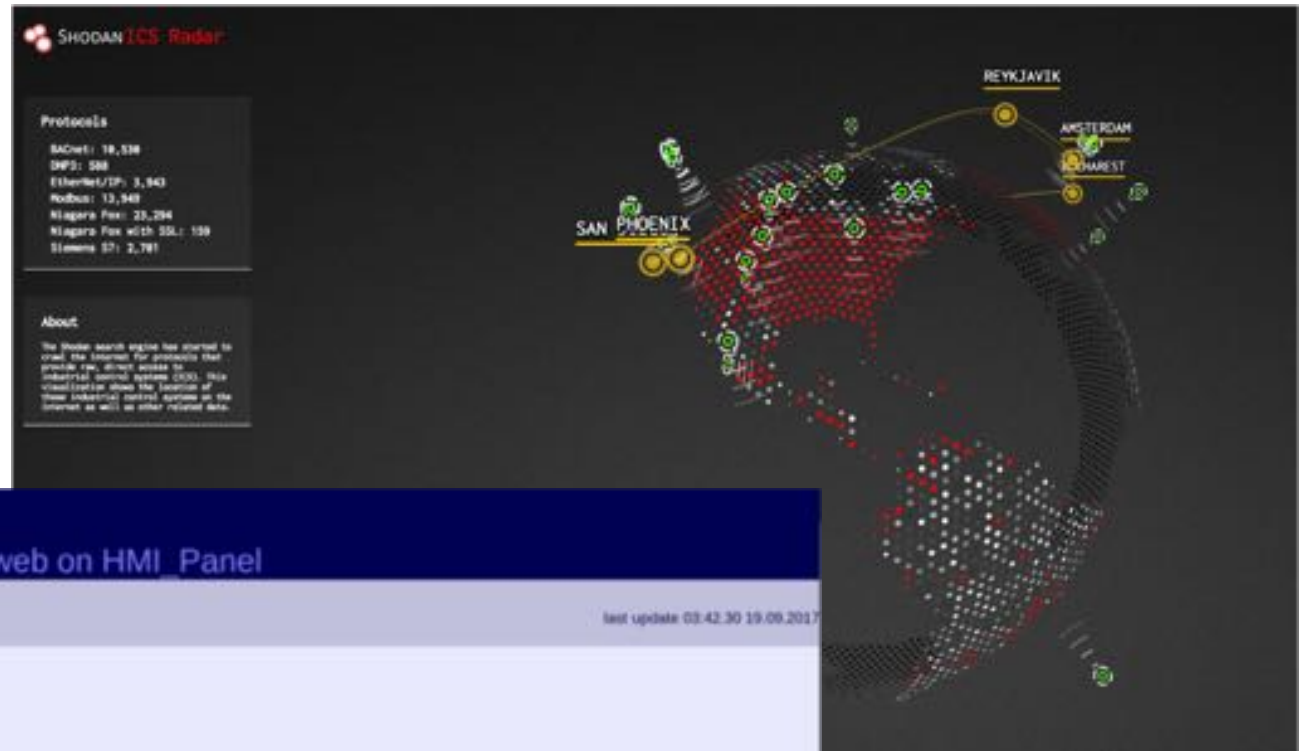 SHODAN ICS Radar
Protocols
BACnet: 10,530
DNP3: 588
EtherNet/IP: 3,943
Modbus: 13,949
Niagara Fox: 23,294
Niagara Fox with SSL: 159
Siemens S7: 2,781
About
The Shodan search engine has started to
crawl the Internet for protocols that
provide raw, direct access to
industrial control systems (ICS). This
visualization shows the location of
these industrial control systems on the
Internet as well as other related data.
REYKJAVIK
AMSTERDAM
BUCHAREST
SAN PHOENIX
web on HMI_Panel
last update 03:42.30 19.09.2017